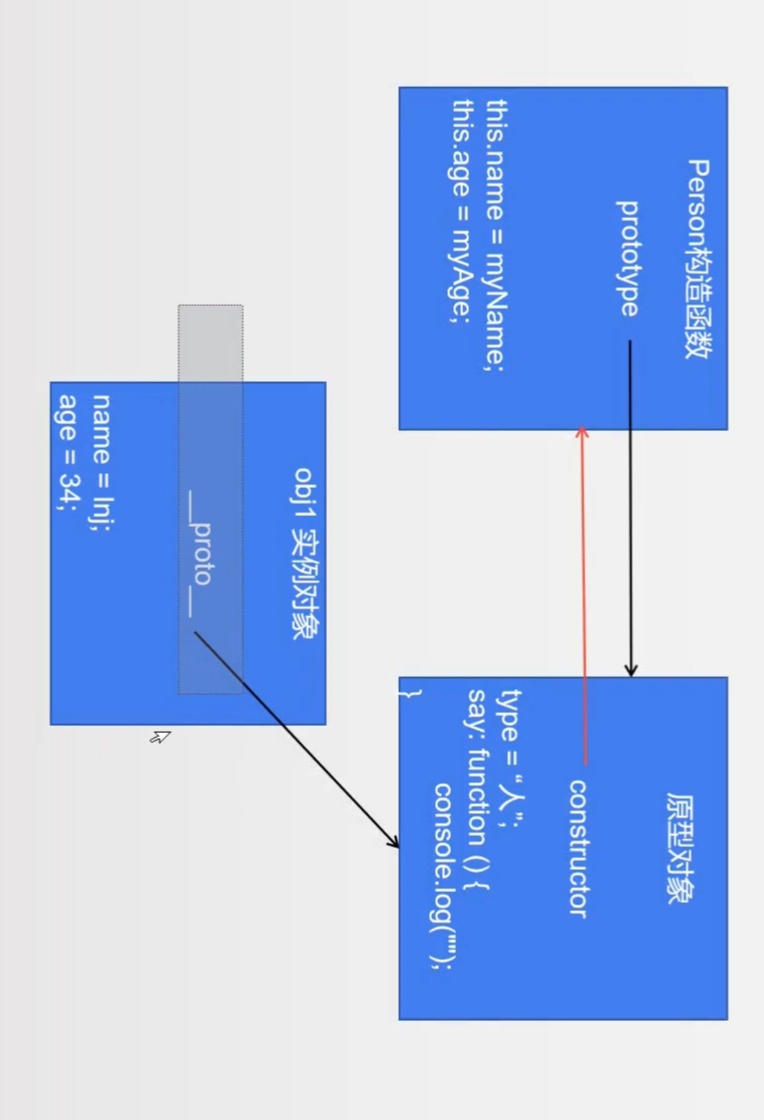 Person构造函数
prototype
this.name = myName;
this.age = myAge;
原型对象
constructor
type = “人”;
say: function () {
console.log("");
}
obj1 实例对象
__proto__
name = lnj;
age = 34;